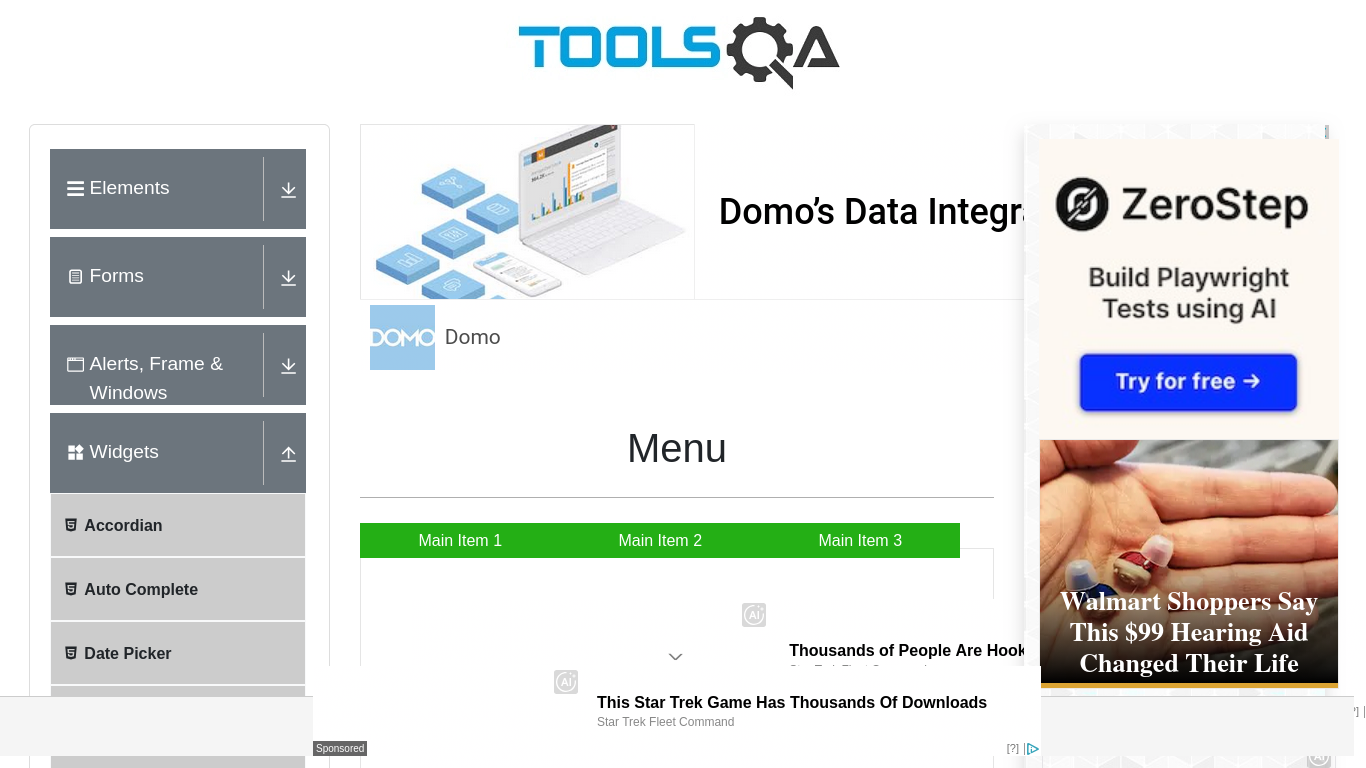 TOOLSQA
Elements
Forms
Alerts, Frame &
Windows
Widgets
Accordian
Auto Complete
Date Picker
Domo's Data Integra
DOMO
Domo
Menu
Main Item 1
Main Item 2
Main Item 3
ZeroStep
Build Playwright
Tests using AI
Try for free →
Walmart Shoppers Say
This $99 Hearing Aid
Changed Their Life
Thousands of People Are Hook
This Star Trek Game Has Thousands Of Downloads
Star Trek Fleet Command
Sponsored
[?]